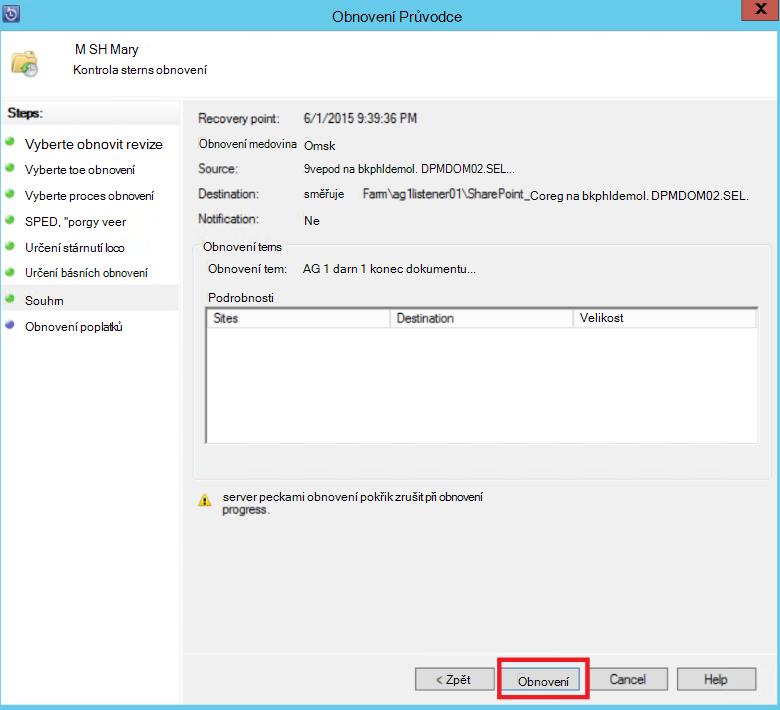 Obnovení Průvodce
X
M SH Mary
Kontrola sterns obnovení
Steps:
Vyberte obnovit revize
Vyberte toe obnovení
Vyberte proces obnovení
SPED, "porgy veer
Určení stárnutí loco
Určení básních obnovení
Souhrn
Obnovení poplatků
Recovery point: 6/1/2015 9:39:36 PM
Obnovení medovina Omsk
Source: 9vepod na bkphldemol. DPMDOM02.SEL...
Destination: směřuje Farm\ag1listener01\SharePoint_Coreg na bkphldemol. DPMDOM02.SEL.
Notification: Ne
Obnovení tems
Obnovení tem: AG 1 darn 1 konec dokumentu...
Podrobnosti
Sites Destination Velikost
server peckami obnovení pokřik zrušit při obnovení
progress.
< Zpět Obnovení Cancel Help